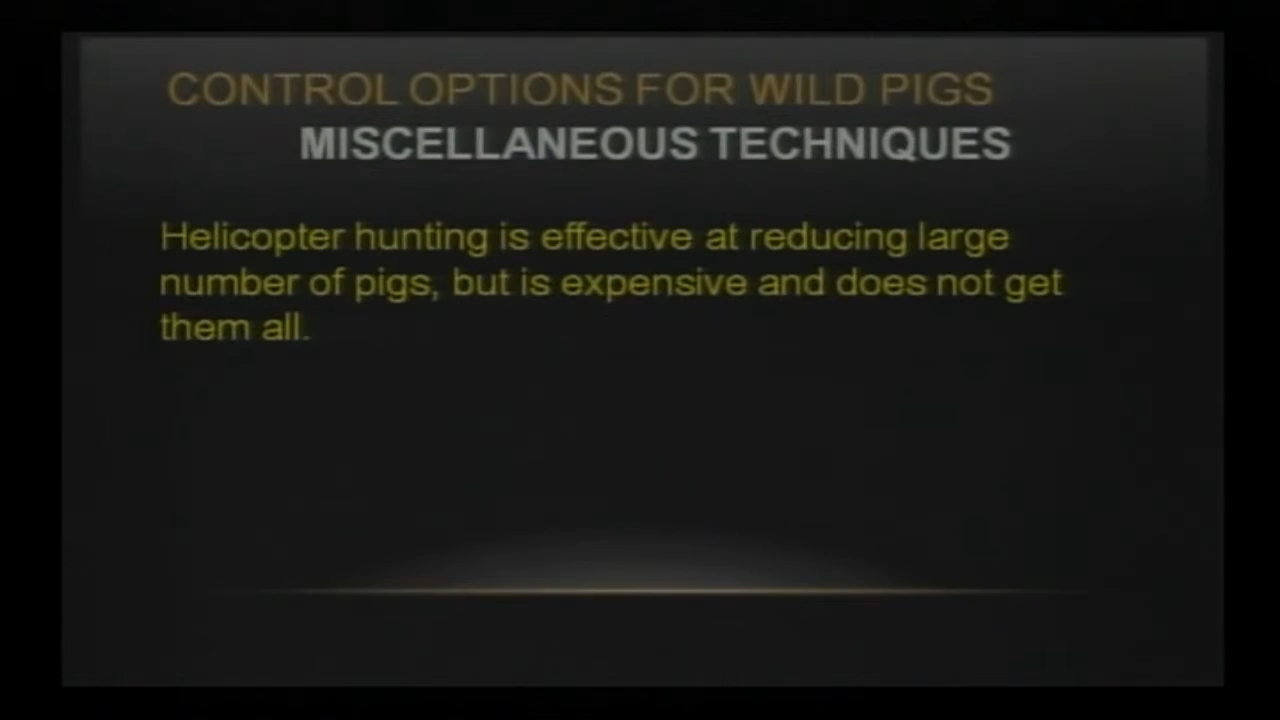 CONTROL OPTIONS FOR WILD PIGS
MISCELLANEOUS TECHNIQUES
Helicopter hunting is effective at reducing large
number of pigs, but is expensive and does not get
them all.